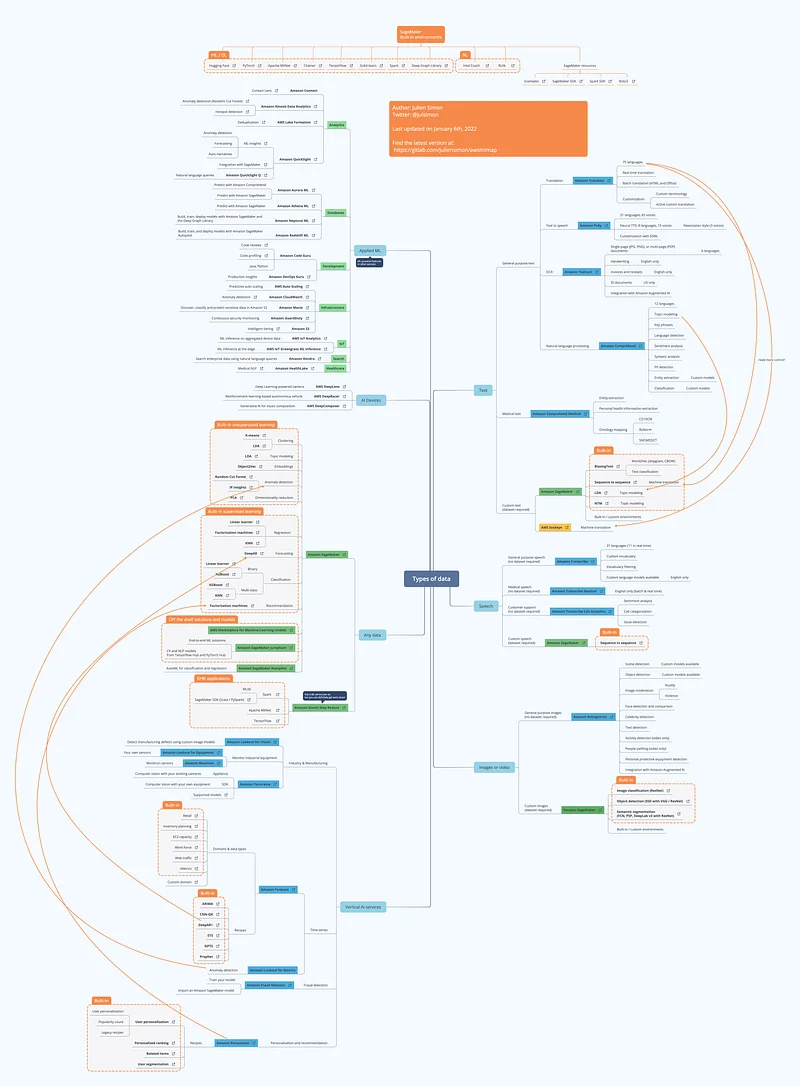 SageMaker
Built-in environments
ML / DL
Hugging Face
PyTorch
Apache MXNet
Chainer
TensorFlow
Scikit-learn
Spark
Deep Graph Library
RL
Intel Coach
RLlib
SageMaker resources
Examples
SageMaker SDK
Spark SDK
Boto3
Author: Julien Simon
Twitter: @julsimon
Last updated on January 6th, 2022
Find the latest version at:
https://gitlab.com/juliensimon/awsmlmap
Contact Lens
Amazon Connect
Anomaly detection (Random Cut Forest)
Hotspot detection
Amazon Kinesis Data Analytics
Deduplication
AWS Lake Formation
Analytics
Anomaly detection
Forecasting
Auto-narratives
ML insights
Integration with SageMaker
Amazon QuickSight
Natural language queries
Amazon QuickSight Q
Predict with Amazon Comprehend
Predict with Amazon SageMaker
Amazon Aurora ML
Predict with Amazon SageMaker
Amazon Athena ML
Build, train, deploy models with Amazon SageMaker and
the Deep Graph Library
Amazon Neptune ML
Build, train, and deploy models with Amazon SageMaker
Autopilot
Amazon Redshift ML
Databases
Applied ML
Code reviews
Code profiling
Java, Python
Amazon Code Guru
Production insights
Amazon DevOps Guru
Development
Predictive auto scaling
AWS Auto Scaling
Anomaly detection
Amazon CloudWatch
Discover, classify and protect sensitive data in Amazon S3
Amazon Macie
Continuous security monitoring
Amazon GuardDuty
Intelligent tiering
Amazon S3
Infrastructure
ML inference on aggregated device data
AWS IoT Analytics
ML inference at the edge
AWS IoT Greengrass ML Inference
IoT
Search enterprise data using natural language queries
Amazon Kendra
Search
Medical NLP
Amazon HealthLake
Healthcare
Deep Learning-powered camera
AWS DeepLens
Reinforcement learning based autonomous vehicle
AWS DeepRacer
Generative AI for music composition
AWS DeepComposer
AI Devices
Built-in unsupervised learning
K-means
LDA
Clustering
LDA
Topic modeling
Object2Vec
Embeddings
Random Cut Forest
IP Insights
Anomaly detection
PCA
Dimensionality reduction
Built-in supervised learning
Linear learner
Factorization machines
KNN
Regression
DeepAR
Forecasting
Linear learner
XGBoost
Binary
XGBoost
KNN
Multi-class
Classification
Factorization machines
Recommandation
Amazon SageMaker
Off the shelf solutions and models
AWS Marketplace for Machine Learning models
End-to-end ML solutions
CV and NLP models
from TensorFlow Hub and PyTorch Hub
Amazon SageMaker JumpStart
AutoML for classification and regression
Amazon SageMaker Autopilot
Any data
EMR applications
MLlib
SageMaker SDK (Scala / PySpark)
Spark
Apache MXNet
TensorFlow
Amazon Elastic Map Reduce
Types of data
Detect manufacturing defects using custom image models
Amazon Lookout for Vision
Your own sensors
Amazon Lookout for Equipment
Monitron sensors
Amazon Monitron
Monitor industrial equipment
Computer vision with your existing cameras
Appliance
Computer vision with your own equipment
SDK
Supported models
Amazon Panorama
Industry & Manufacturing
Built-in
Retail
Inventory planning
EC2 capacity
Work force
Web traffic
Metrics
Custom domain
Domains & data types
Amazon Forecast
Built-in
ARIMA
CNN-QR
DeepAR+
ETS
NPTS
Prophet
Recipes
Time series
Anomaly detection
Amazon Lookout for Metrics
Train your model
Import an Amazon SageMaker model
Amazon Fraud Detector
Fraud detection
Vertical AI services
Built-in
User personalization
Popularity count
Legacy recipes
User personalization
Personalized ranking
Related items
User segmentation
Recipes
Amazon Personalize
Personalisation and recommendation
Text
General purpose text
Translation
Amazon Translate
75 languages
Real time translation
Batch translation (HTML and Office)
Customization
Custom terminology
Active custom translation
Text to speech
Amazon Polly
Customization with SSML
OCR
Amazon Textract
Single-page (JPG, PNG), or multi-page (PDF)
documents
6 languages
Handwriting
English only
Invoices and receipts
English only
ID documents
US only
Integration with Amazon Augmented AI
Natural language processing
Amazon Comprehend
12 languages
Topic modeling
Key phrases
Language detection
Sentiment analysis
Syntax analysis
PII detection
Entity extraction
Custom models
Classification
Custom models
Need more control?
Medical text
Amazon Comprehend Medical
Entity extraction
Personal health information extraction
Ontology mapping
ICD10CM
RxNorm
SNOMEDCT
Custom text
(dataset required)
Amazon SageMaker
Built-in
BlazingText
Word2Vec (skipgram, CBOW)
Text classification
Sequence to sequence
Machine translation
LDA
Topic modeling
NTM
Topic modeling
Built-in / custom environments
AWS Sockeye
Machine translation
Speech
General purpose speech
(no dataset required)
Amazon Transcribe
Custom vocabulary
Vocabulary filtering
Custom language models available
English only
Medical speech
(no dataset required)
Amazon Transcribe Medical
English only (batch & real time)
Customer support
(no dataset required)
Amazon Transcribe Call Analytics
Sentiment analysis
Call categorization
Issue detection
Custom speech
(dataset required)
Amazon SageMaker
Built-in
Sequence to sequence
Images or video
General purpose images
(no dataset required)
Amazon Rekognition
Scene detection
Custom models available
Object detection
Custom models available
Image moderation
Nudity
Violence
Face detection and comparison
Celebrity detection
Text detection
Activity detection (video only)
People pathing (video only)
Personal protective equipment detection
Integration with Amazon Augmented AI
Custom images
(dataset required)
Amazon SageMaker
Built-in
Image classification (ResNet)
Object detection (SSD with VGG / ResNet)
Semantic segmentation
(FCN, PSP, DeepLab v3 with ResNet)
Built-in / custom environments